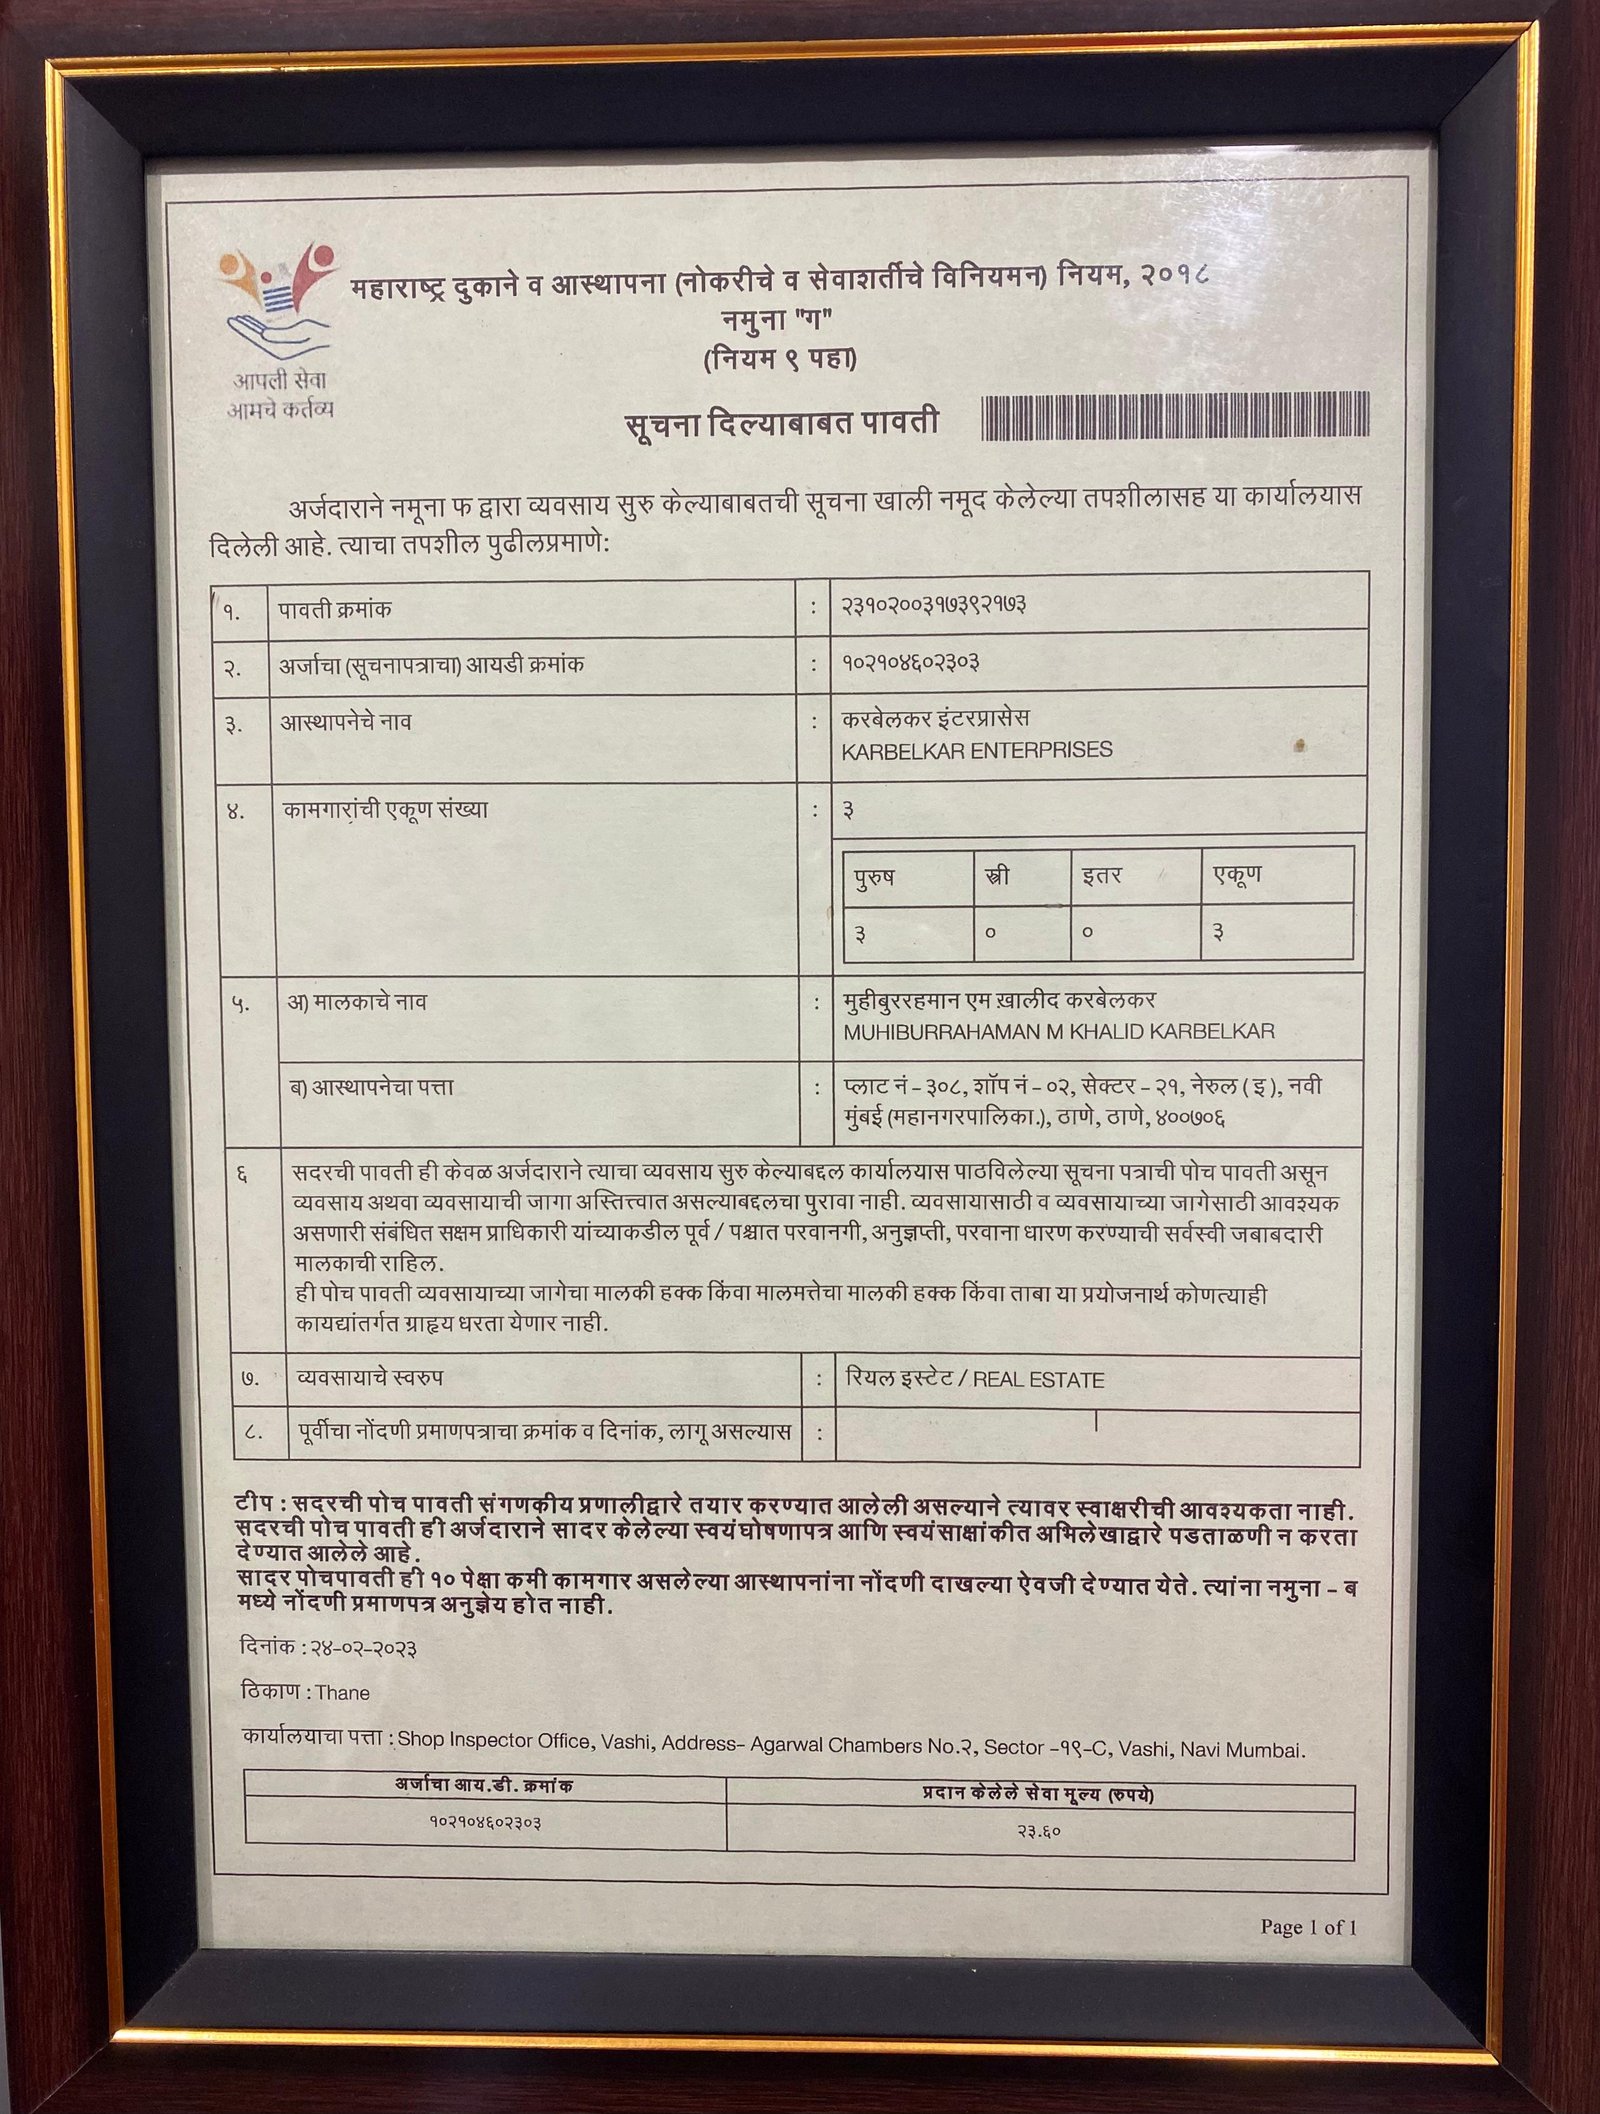 महाराष्ट्र दुकाने व आस्थापना (नोकरीचे व सेवाशर्तीचे विनियमन) नियम, २०१८
नमुना "ग"
(नियम ९ पहा)
आपली सेवा
आमचे कर्तव्य
सूचना दिल्याबाबत पावती
अर्जदाराने नमूना फ द्वारा व्यवसाय सुरु केल्याबाबतची सूचना खाली नमूद केलेल्या तपशीलासह या कार्यालयास
दिलेली आहे. त्याचा तपशील पुढीलप्रमाणे:
१. पावती क्रमांक : २३१०२००३१७३९२१७३
२. अर्जाचा (सूचनापत्राचा) आयडी क्रमांक : १०२१०४६०२३०३
३. आस्थापनेचे नाव : करबेलकर इंटरप्रासेस
KARBELKAR ENTERPRISES
४. कामगारांची एकूण संख्या : ३
पुरुष स्त्री इतर एकूण
३ ० ० ३
५. अ) मालकाचे नाव : मुहीबुररहमान एम ख़ालीद करबेलकर
MUHIBURRAHAMAN M KHALID KARBELKAR
ब) आस्थापनेचा पत्ता : प्लाट नं - ३०८, शॉप नं - ०२, सेक्टर - २१, नेरुल ( इ ), नवी
मुंबई (महानगरपालिका.), ठाणे, ठाणे, ४००७०६
६ सदरची पावती ही केवळ अर्जदाराने त्याचा व्यवसाय सुरु केल्याबद्दल कार्यालयास पाठविलेल्या सूचना पत्राची पोच पावती असून
व्यवसाय अथवा व्यवसायाची जागा अस्तित्त्वात असल्याबद्दलचा पुरावा नाही. व्यवसायासाठी व व्यवसायाच्या जागेसाठी आवश्यक
असणारी संबंधित सक्षम प्राधिकारी यांच्याकडील पूर्व / पश्चात परवानगी, अनुज्ञप्ती, परवाना धारण करण्याची सर्वस्वी जबाबदारी
मालकाची राहिल.
ही पोच पावती व्यवसायाच्या जागेचा मालकी हक्क किंवा मालमत्तेचा मालकी हक्क किंवा ताबा या प्रयोजनार्थ कोणत्याही
कायद्यांतर्गत ग्राहृय धरता येणार नाही.
७. व्यवसायाचे स्वरुप : रियल इस्टेट / REAL ESTATE
८. पूर्वीचा नोंदणी प्रमाणपत्राचा क्रमांक व दिनांक, लागू असल्यास :
टीप : सदरची पोच पावती संगणकीय प्रणालीद्वारे तयार करण्यात आलेली असल्याने त्यावर स्वाक्षरीची आवश्यकता नाही.
सदरची पोच पावती ही अर्जदाराने सादर केलेल्या स्वयंघोषणापत्र आणि स्वयंसाक्षांकीत अभिलेखाद्वारे पडताळणी न करता
देण्यात आलेले आहे.
सादर पोचपावती ही १० पेक्षा कमी कामगार असलेल्या आस्थापनांना नोंदणी दाखल्या ऐवजी देण्यात येते. त्यांना नमुना - ब
मध्ये नोंदणी प्रमाणपत्र अनुज्ञेय होत नाही.
दिनांक : २४-०२-२०२३
ठिकाण : Thane
कार्यालयाचा पत्ता : Shop Inspector Office, Vashi, Address- Agarwal Chambers No.२, Sector -१९-C, Vashi, Navi Mumbai.
अर्जाचा आय.डी. क्रमांक प्रदान केलेले सेवा मूल्य (रुपये)
१०२१०४६०२३०३ २३.६०
Page 1 of 1